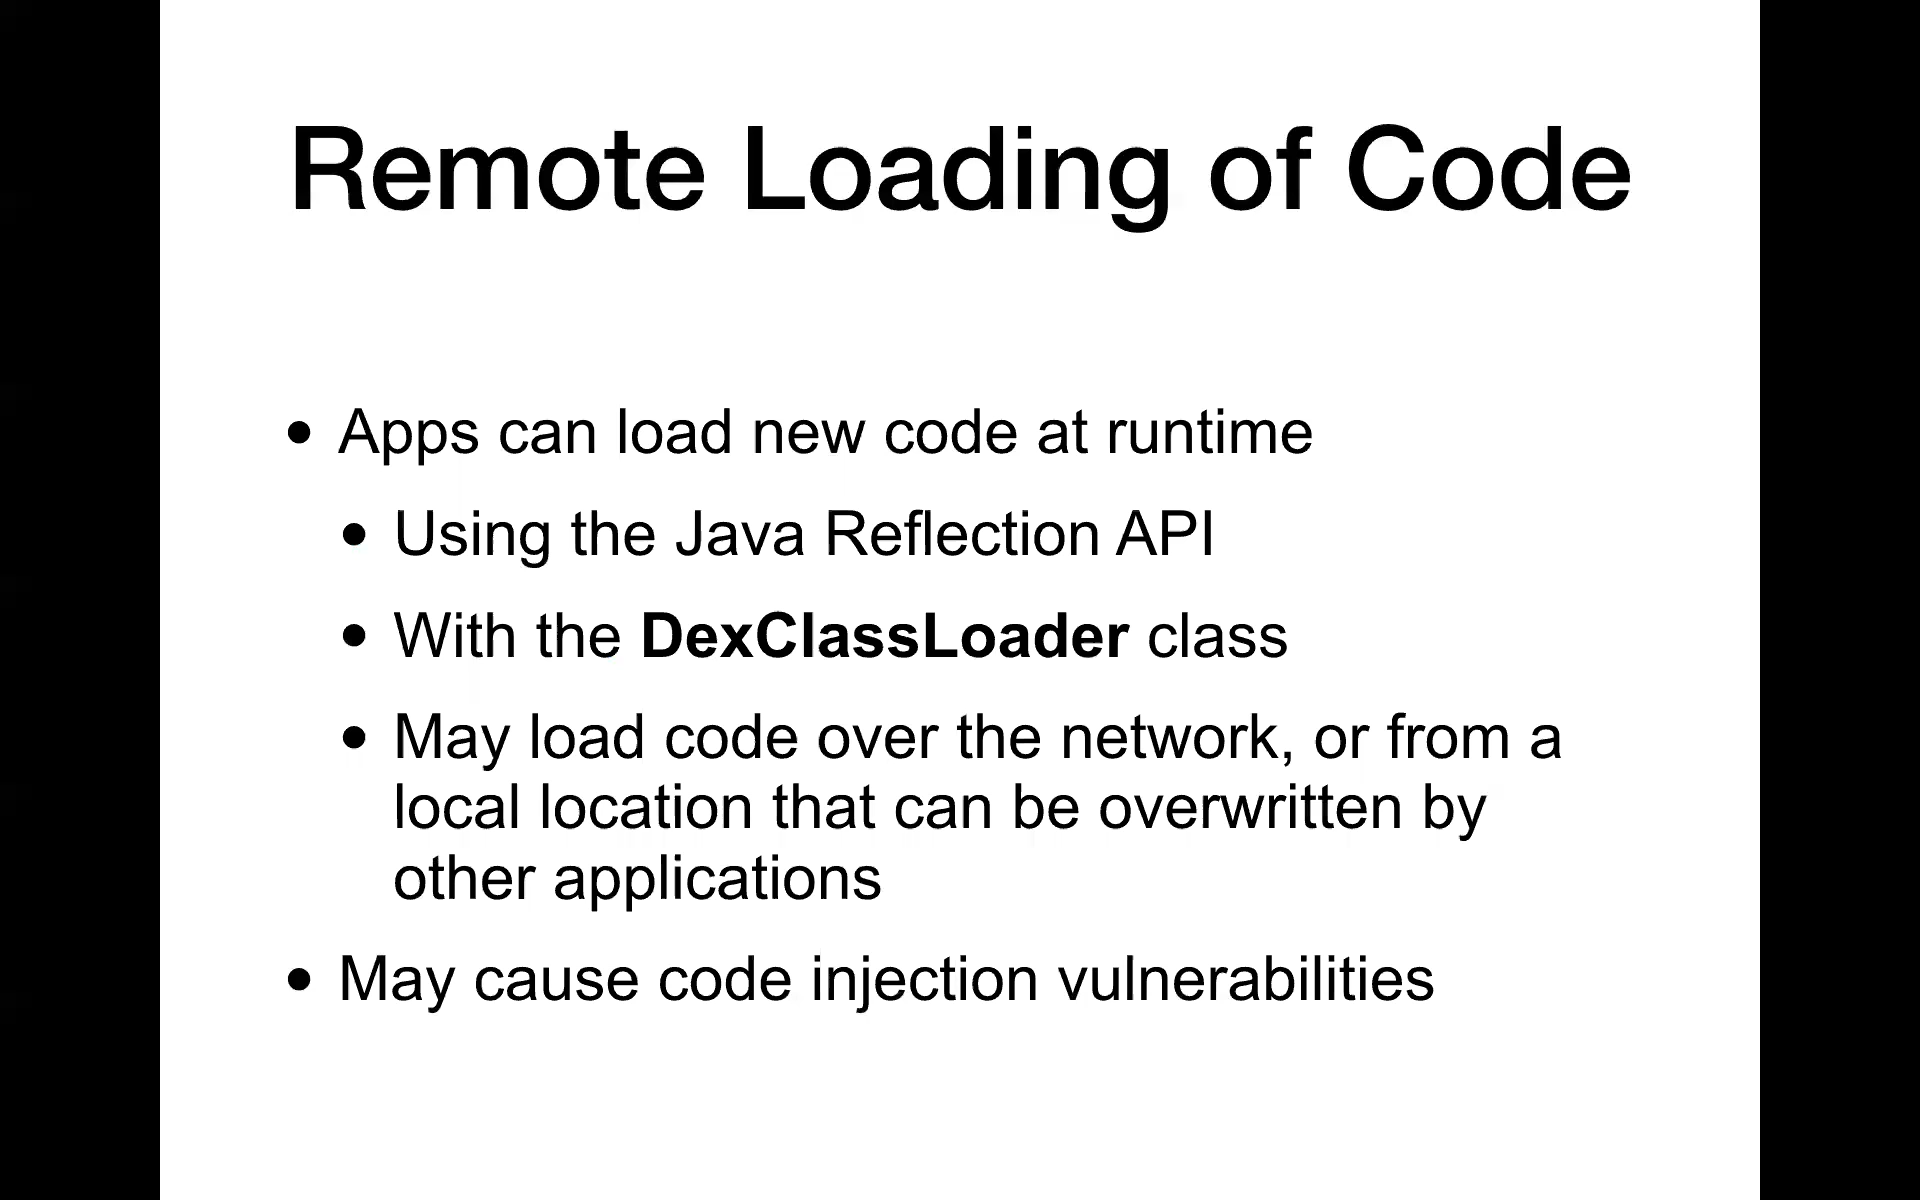 Remote Loading of Code
• Apps can load new code at runtime
• Using the Java Reflection API
• With the DexClassLoader class
• May load code over the network, or from a
local location that can be overwritten by
other applications
• May cause code injection vulnerabilities